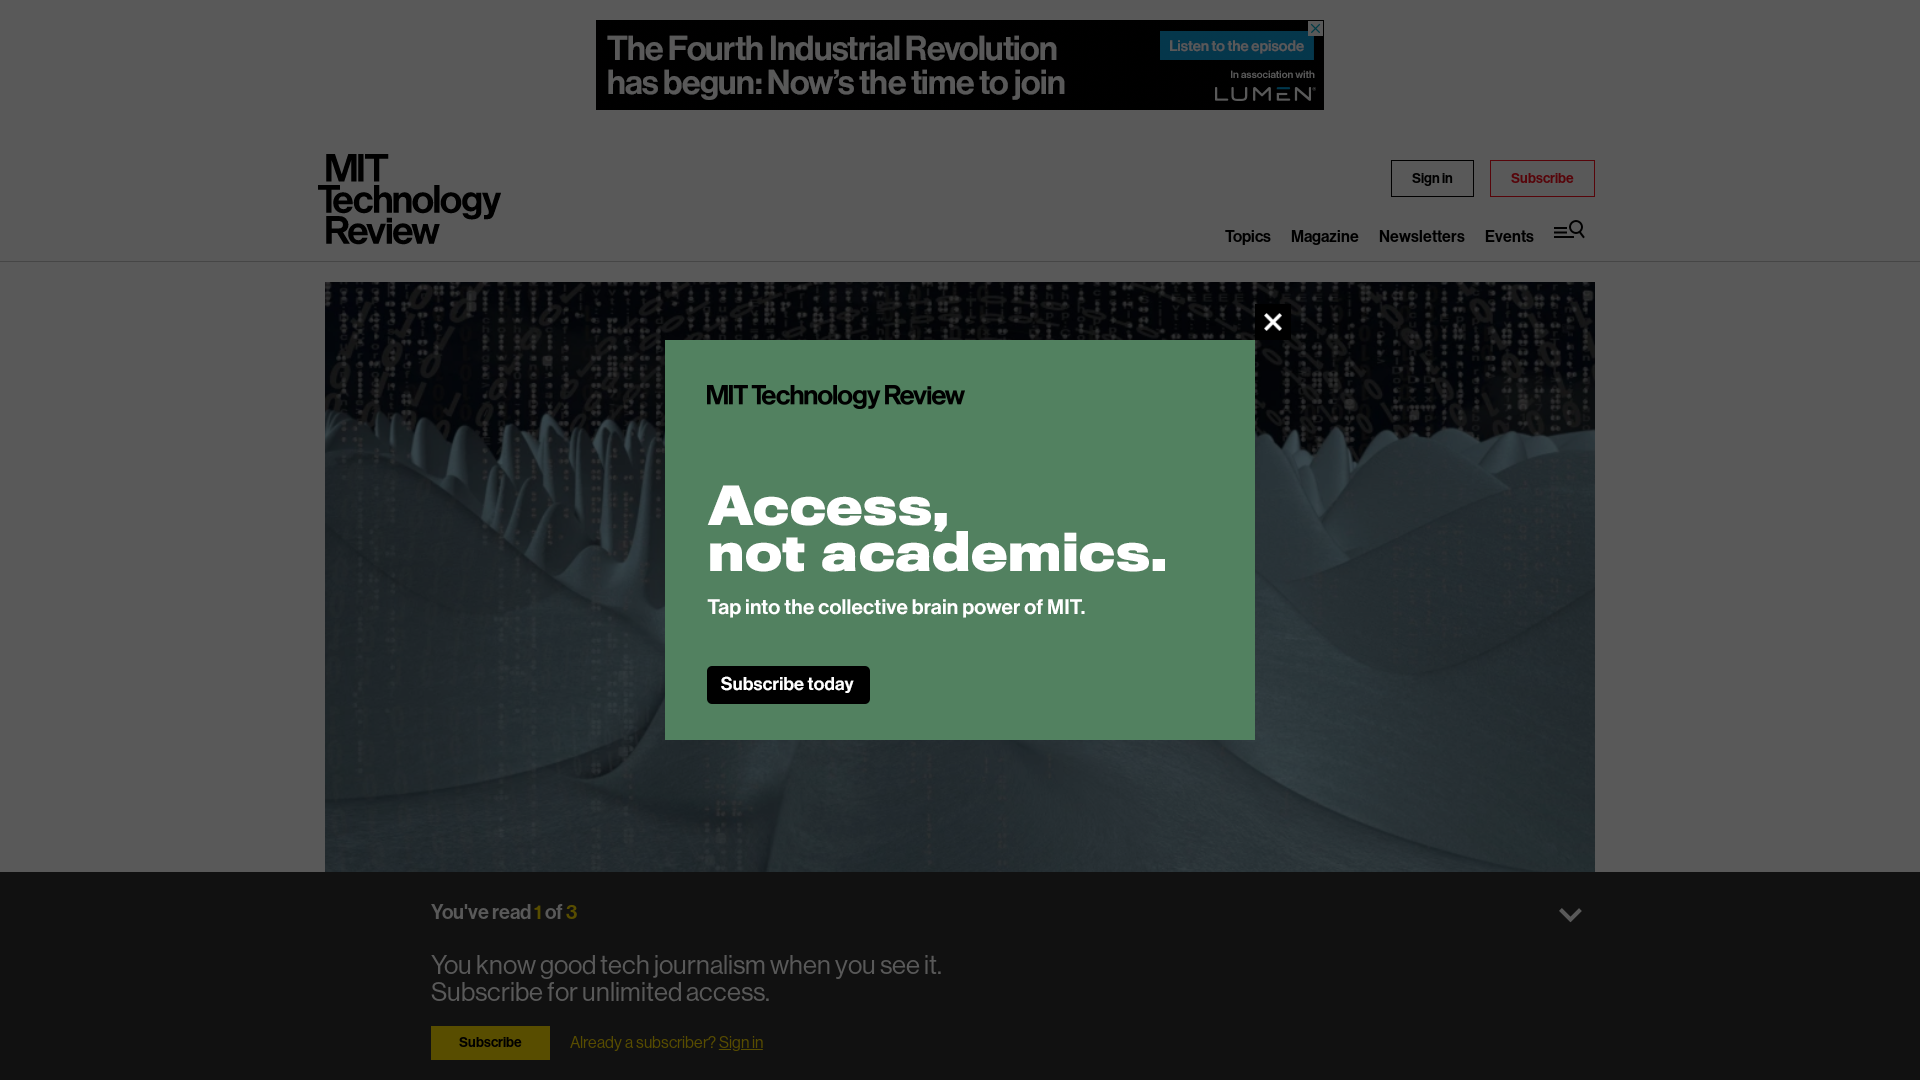 The Fourth Industrial Revolution
has begun: Now's the time to join
Listen to the episode
In association with
LUMEN
MIT
Technology
Review
Sign in
Subscribe
Topics
Magazine
Newsletters
Events
MIT Technology Review
Access,
not academics.
Tap into the collective brain power of MIT.
Subscribe today
You've read 1 of 3
You know good tech journalism when you see it.
Subscribe for unlimited access.
Subscribe
Already a subscriber? Sign in